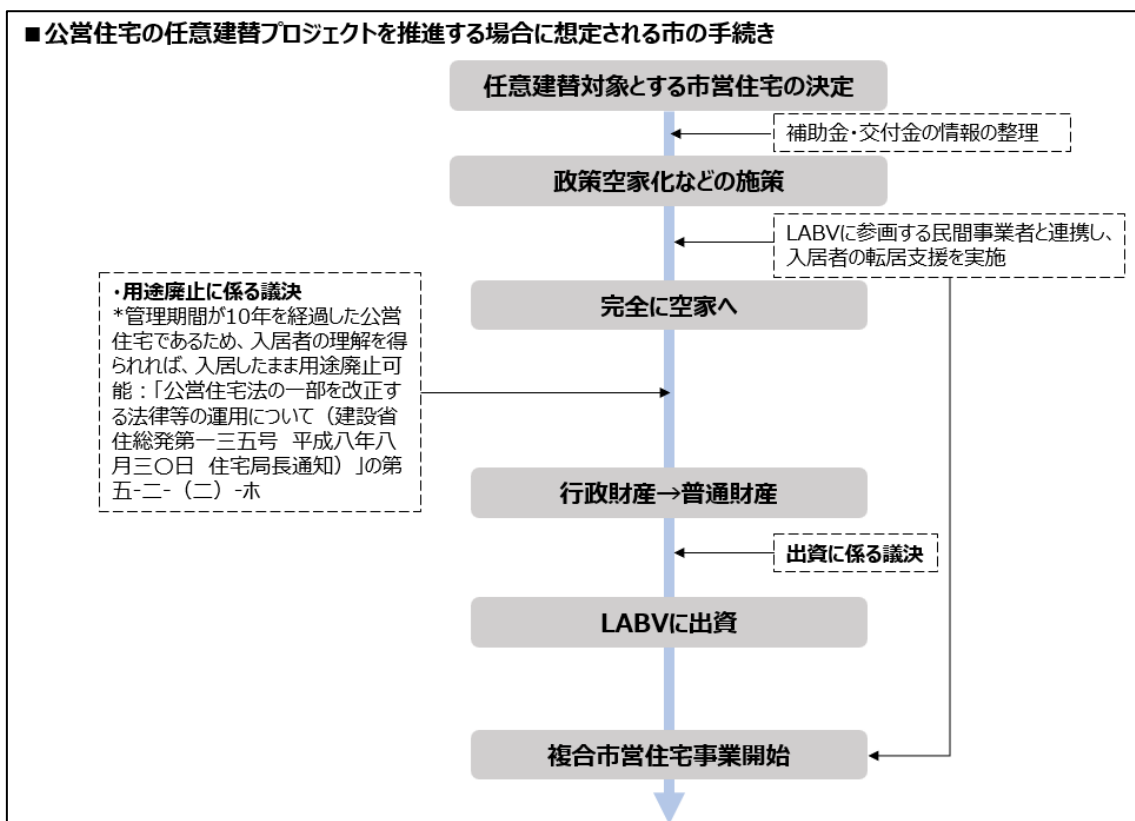 ■公営住宅の任意建替プロジェクトを推進する場合に想定される市の手続き
任意建替対象とする市営住宅の決定
補助金・交付金の情報の整理
政策空家化などの施策
LABVに参画する民間事業者と連携し、
入居者の転居支援を実施
・用途廃止に係る議決
*管理期間が10年を経過した公営
住宅であるため、入居者の理解を得
られれば、入居したまま用途廃止可
能：「公営住宅法の一部を改正す
る法律等の運用について（建設省
住総発第一三五号 平成八年八
月三〇日 住宅局長通知）」の第
五-二-（二）-ホ
完全に空家へ
行政財産→普通財産
出資に係る議決
LABVに出資
複合市営住宅事業開始